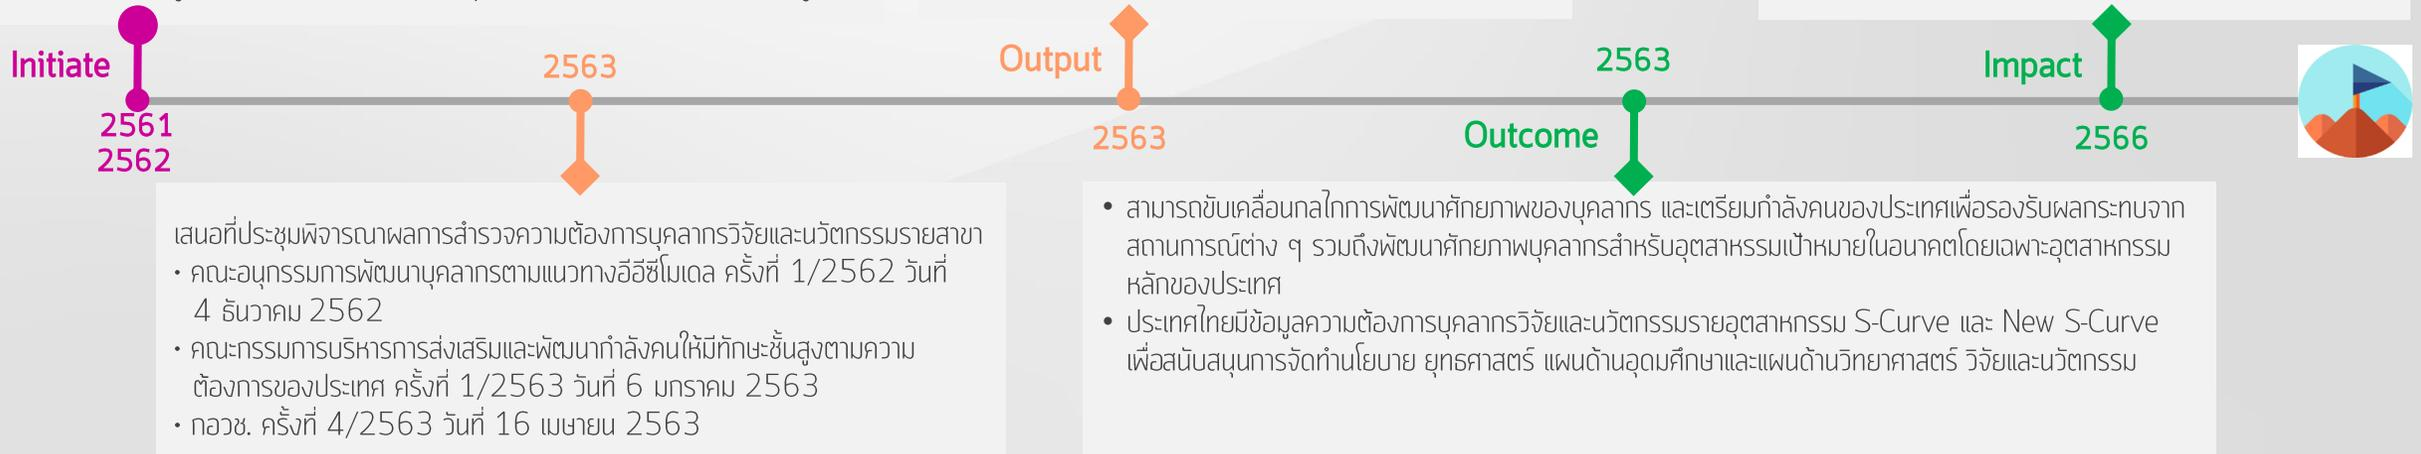 Initiate
2561
2562
2563
Output
2563
2563
Outcome
Impact
2566
เสนอที่ประชุมพิจารณาผลการสำรวจความต้องการบุคลากรวิจัยและนวัตกรรมรายสาขา
• คณะอนุกรรมการพัฒนาบุคลากรตามแนวทางอีอีซีโมเดล ครั้งที่ 1/2562 วันที่
4 ธันวาคม 2562
• คณะกรรมการบริหารการส่งเสริมและพัฒนากำลังคนให้มีทักษะชั้นสูงตามความ
ต้องการของประเทศ ครั้งที่ 1/2563 วันที่ 6 มกราคม 2563
• กอวช. ครั้งที่ 4/2563 วันที่ 16 เมษายน 2563
• สามารถขับเคลื่อนกลไกการพัฒนาศักยภาพของบุคลากร และเตรียมกำลังคนของประเทศเพื่อรองรับผลกระทบจาก
สถานการณ์ต่าง ๆ รวมถึงพัฒนาศักยภาพบุคลากรสำหรับอุตสาหรรมเป้าหมายในอนาคตโดยเฉพาะอุตสาหกรรม
หลักของประเทศ
• ประเทศไทยมีข้อมูลความต้องการบุคลากรวิจัยและนวัตกรรมรายอุตสาหกรรม S-Curve และ New S-Curve
เพื่อสนับสนุนการจัดทำนโยบาย ยุทธศาสตร์ แผนด้านอุดมศึกษาและแผนด้านวิทยาศาสตร์ วิจัยและนวัตกรรม